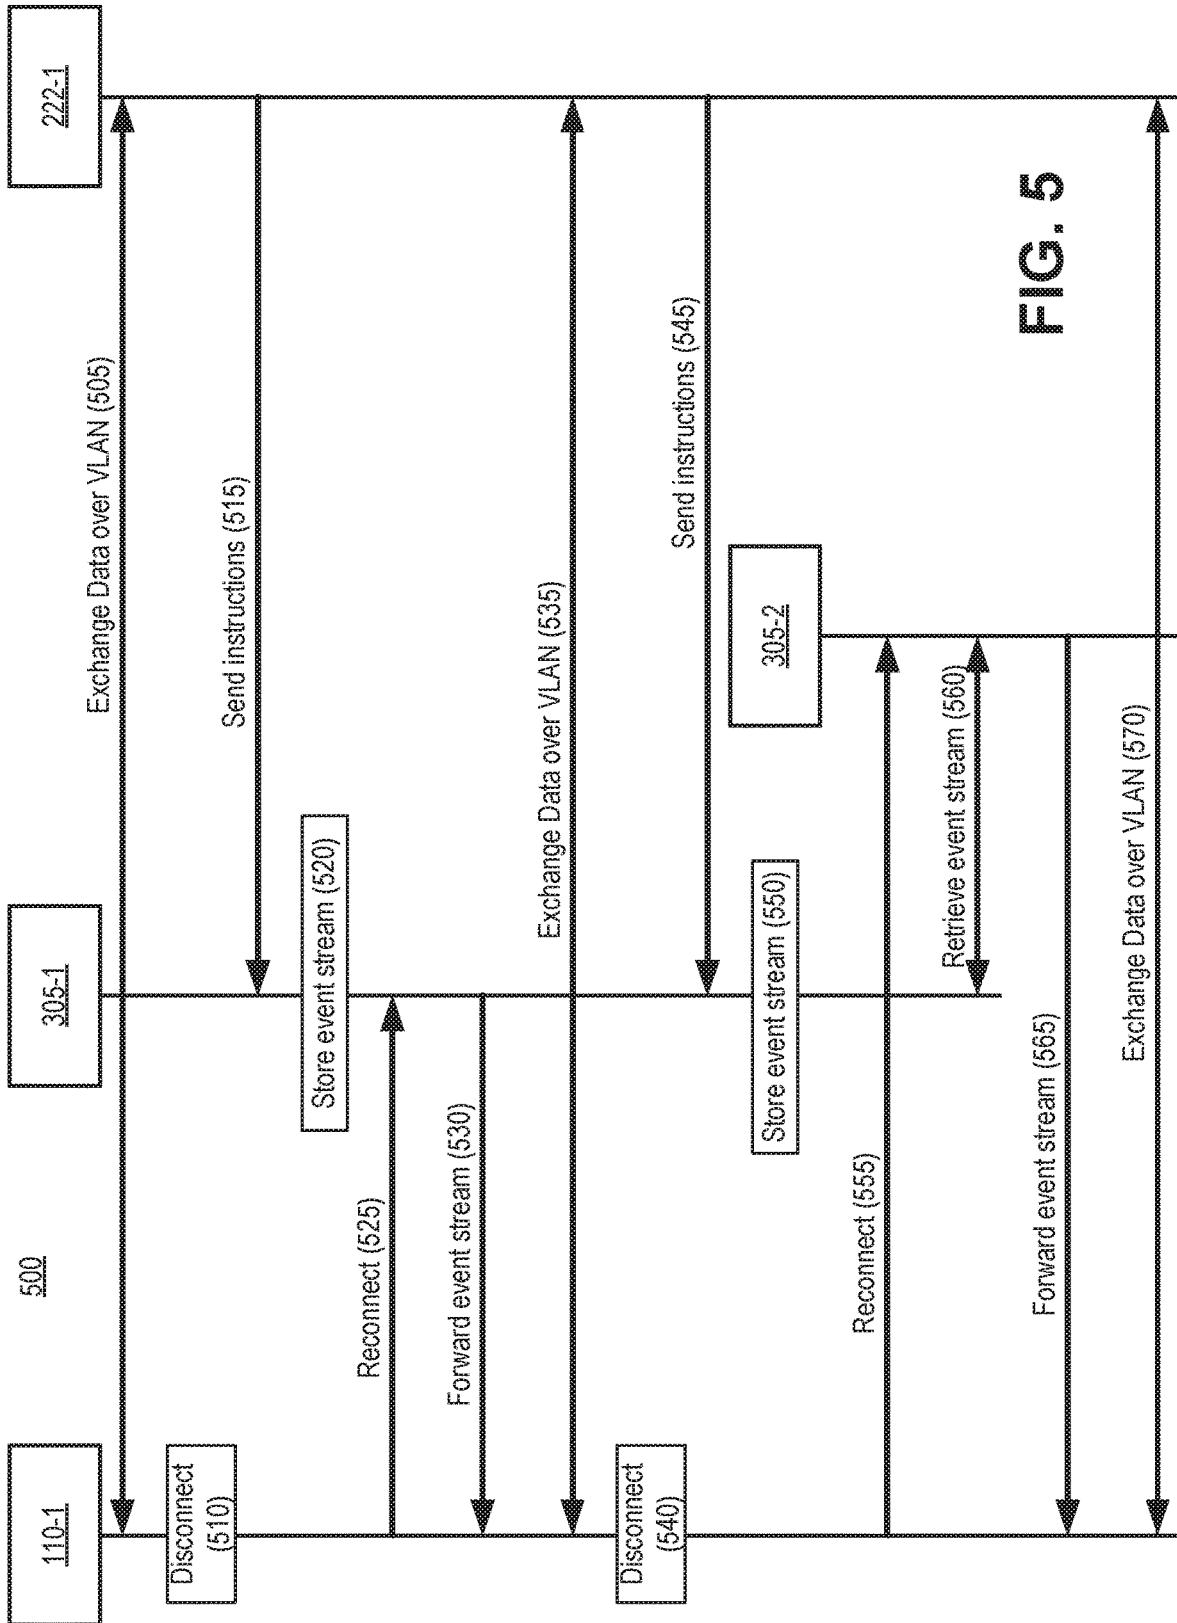 500
110-1
305-1
222-1
Exchange Data over VLAN (505)
Disconnect
(510)
Send instructions (515)
Store event stream (520)
Reconnect (525)
Forward event stream (530)
Exchange Data over VLAN (535)
Disconnect
(540)
Send instructions (545)
305-2
Store event stream (550)
Reconnect (555)
Retrieve event stream (560)
Forward event stream (565)
Exchange Data over VLAN (570)
FIG. 5